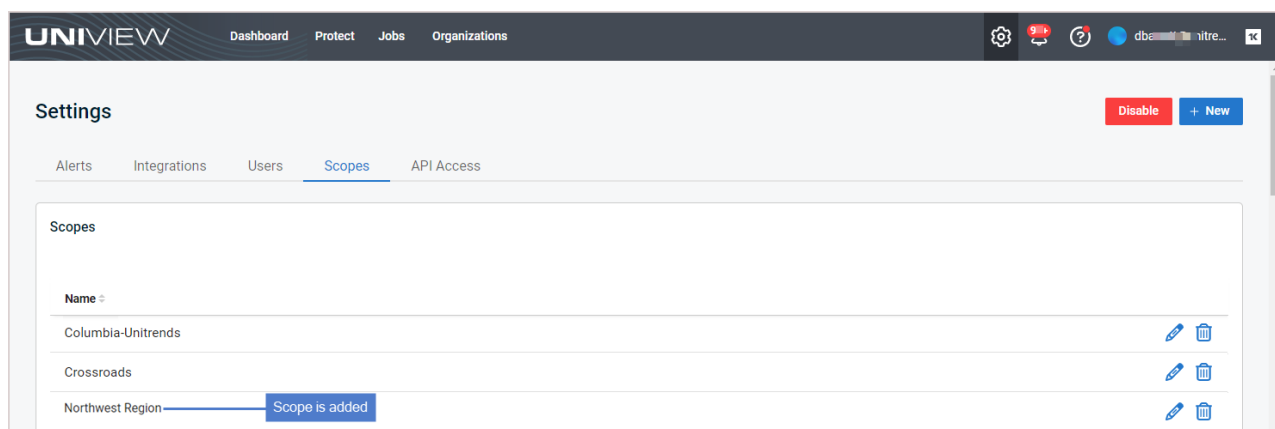 UNIVIEW Dashboard Protect Jobs Organizations
Settings
Disable + New
Alerts Integrations Users Scopes API Access
Scopes
Name
Columbia-Unitrends
Crossroads
Northwest Region Scope is added